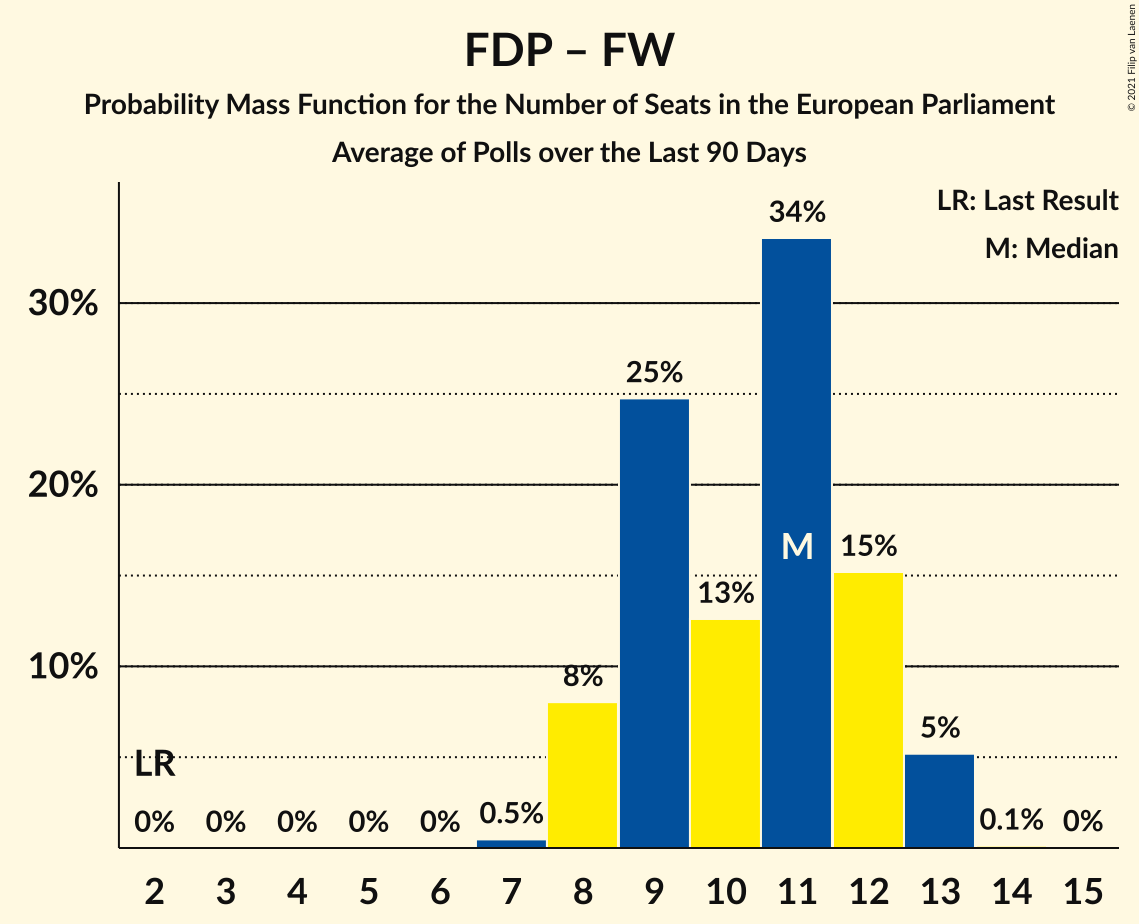 FDP – FW
Probability Mass Function for the Number of Seats in the European Parliament
Average of Polls over the Last 90 Days
© 2021 Filip van Laenen
LR: Last Result
M: Median
30%
20%
10%
LR
0%
0%
0%
0%
0%
0.5%
8%
25%
13%
34%
M
15%
5%
0.1%
0%
2 3 4 5 6 7 8 9 10 11 12 13 14 15